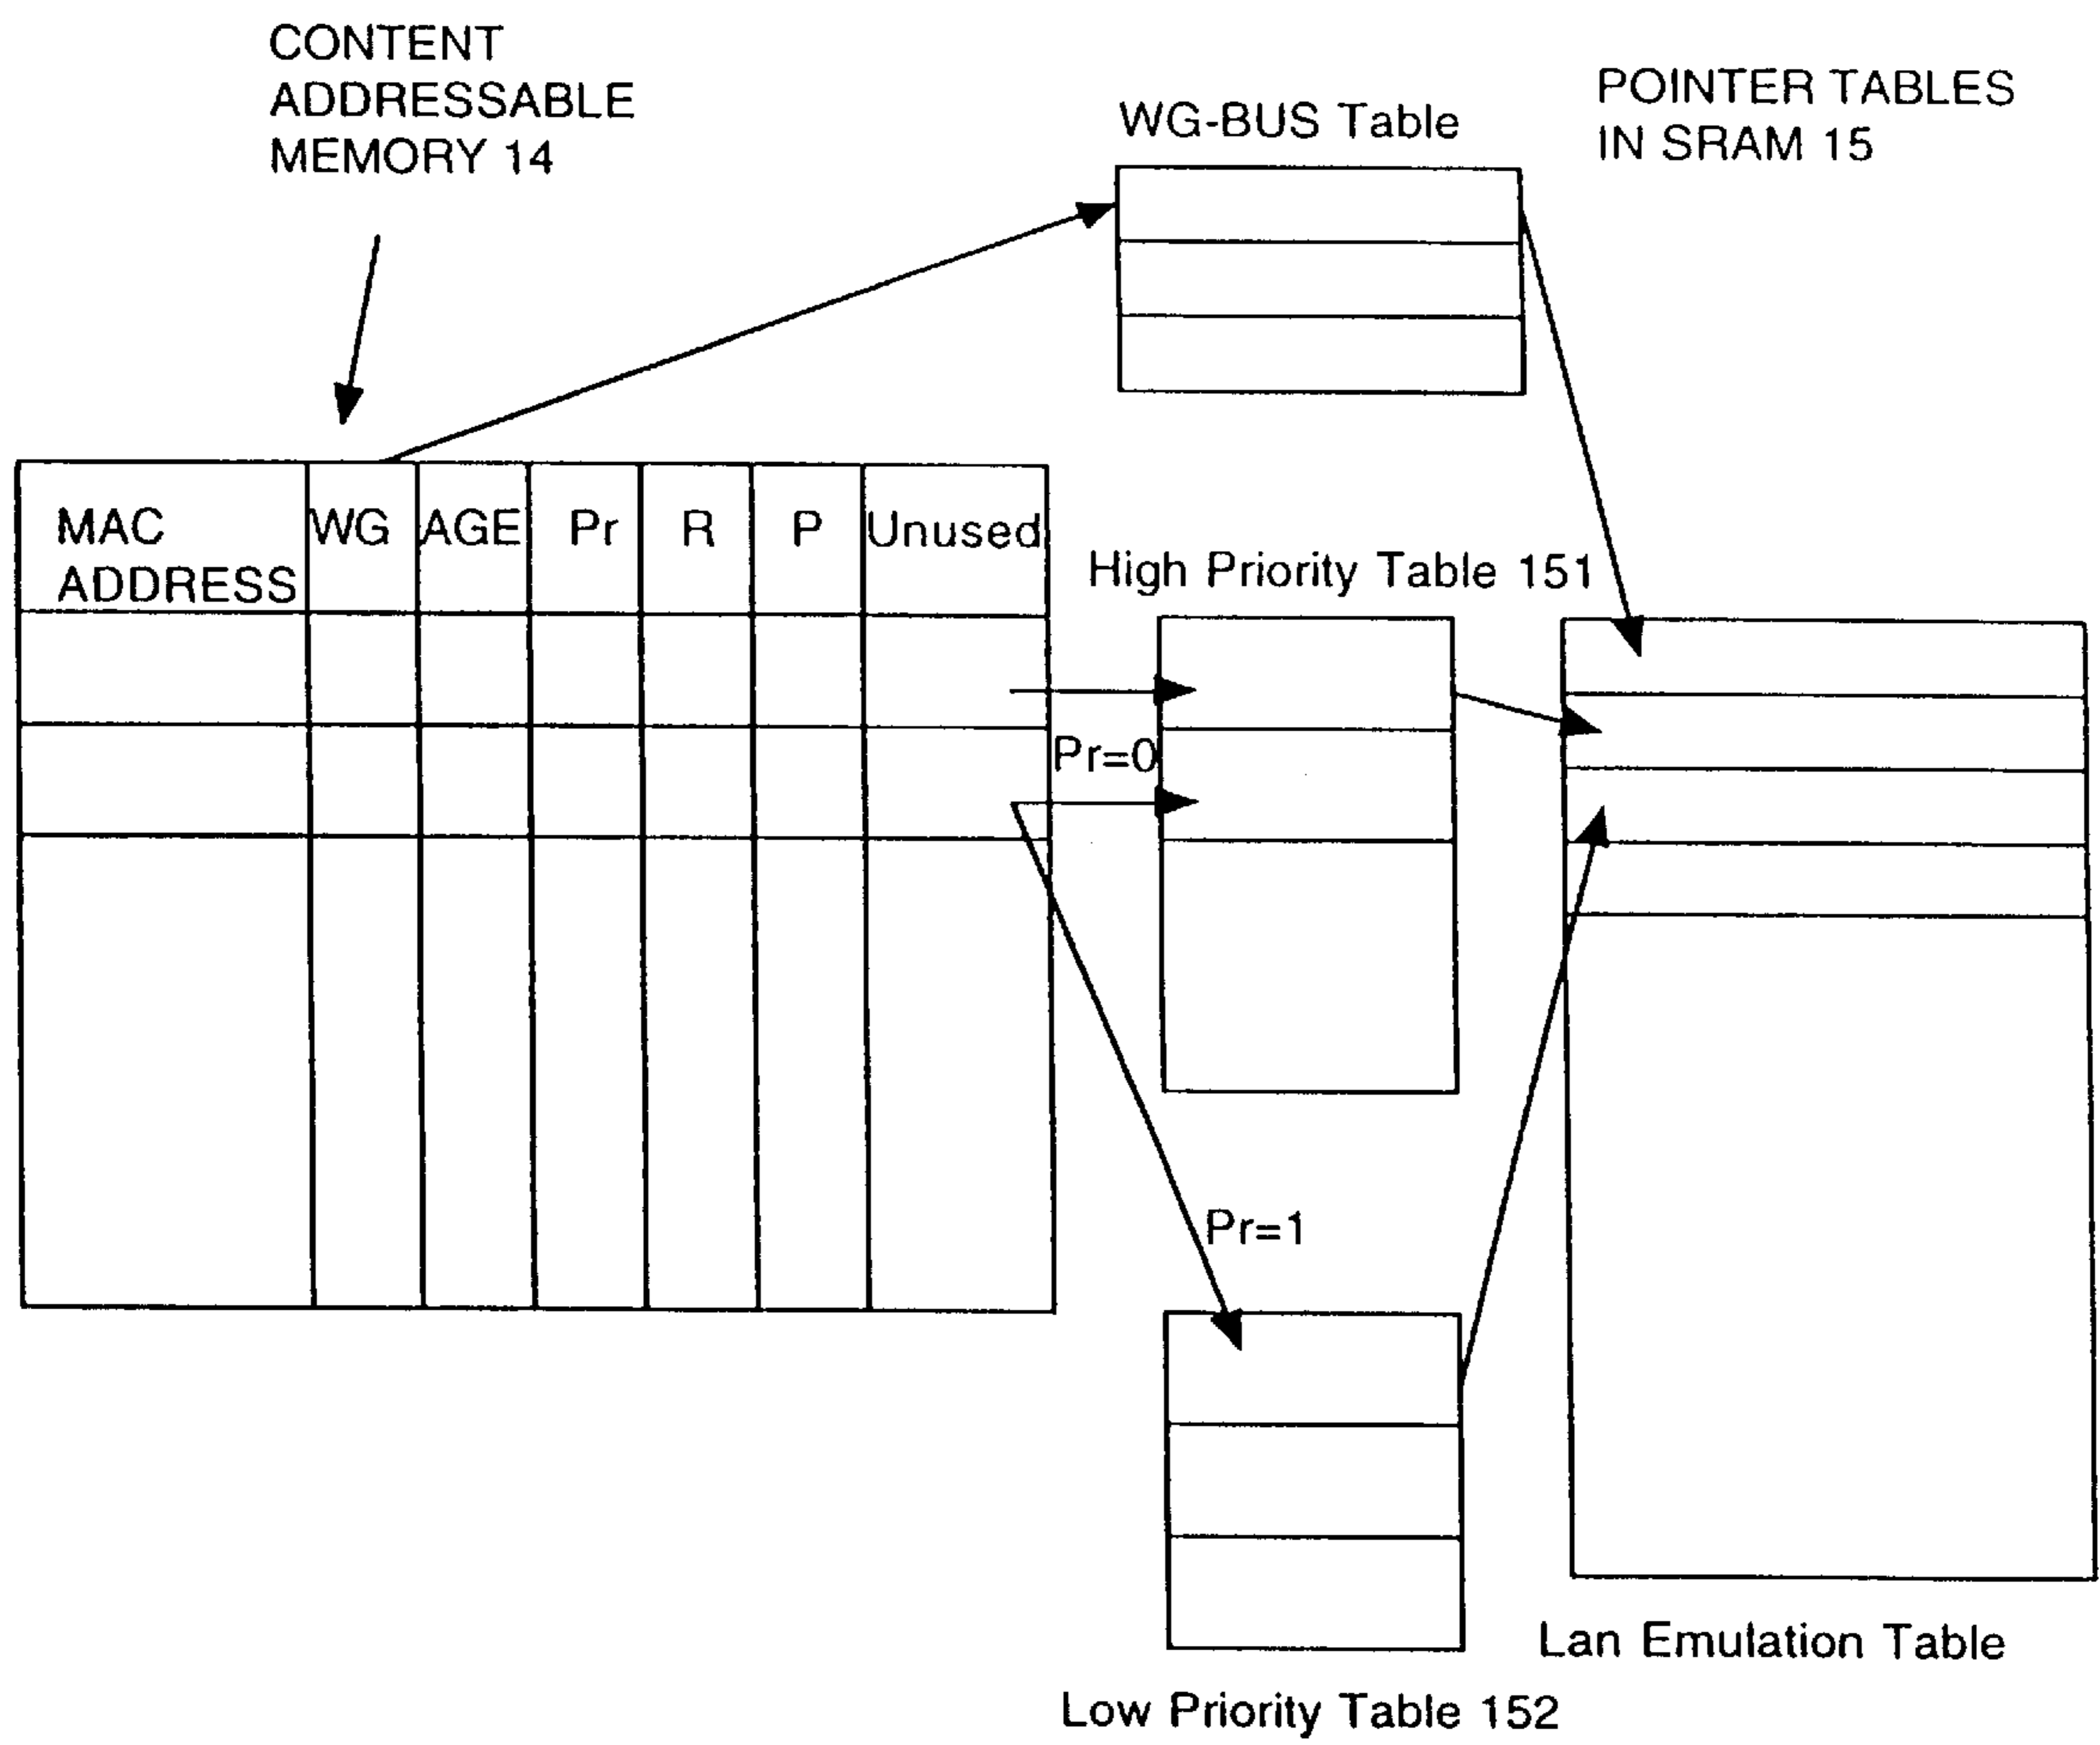 CONTENT
ADDRESSABLE
MEMORY 14
WG-BUS Table
POINTER TABLES
IN SRAM 15
MAC
ADDRESS
WG
AGE
Pr
R
P
Unused
High Priority Table 151
Pr=0
Pr=1
Lan Emulation Table
Low Priority Table 152